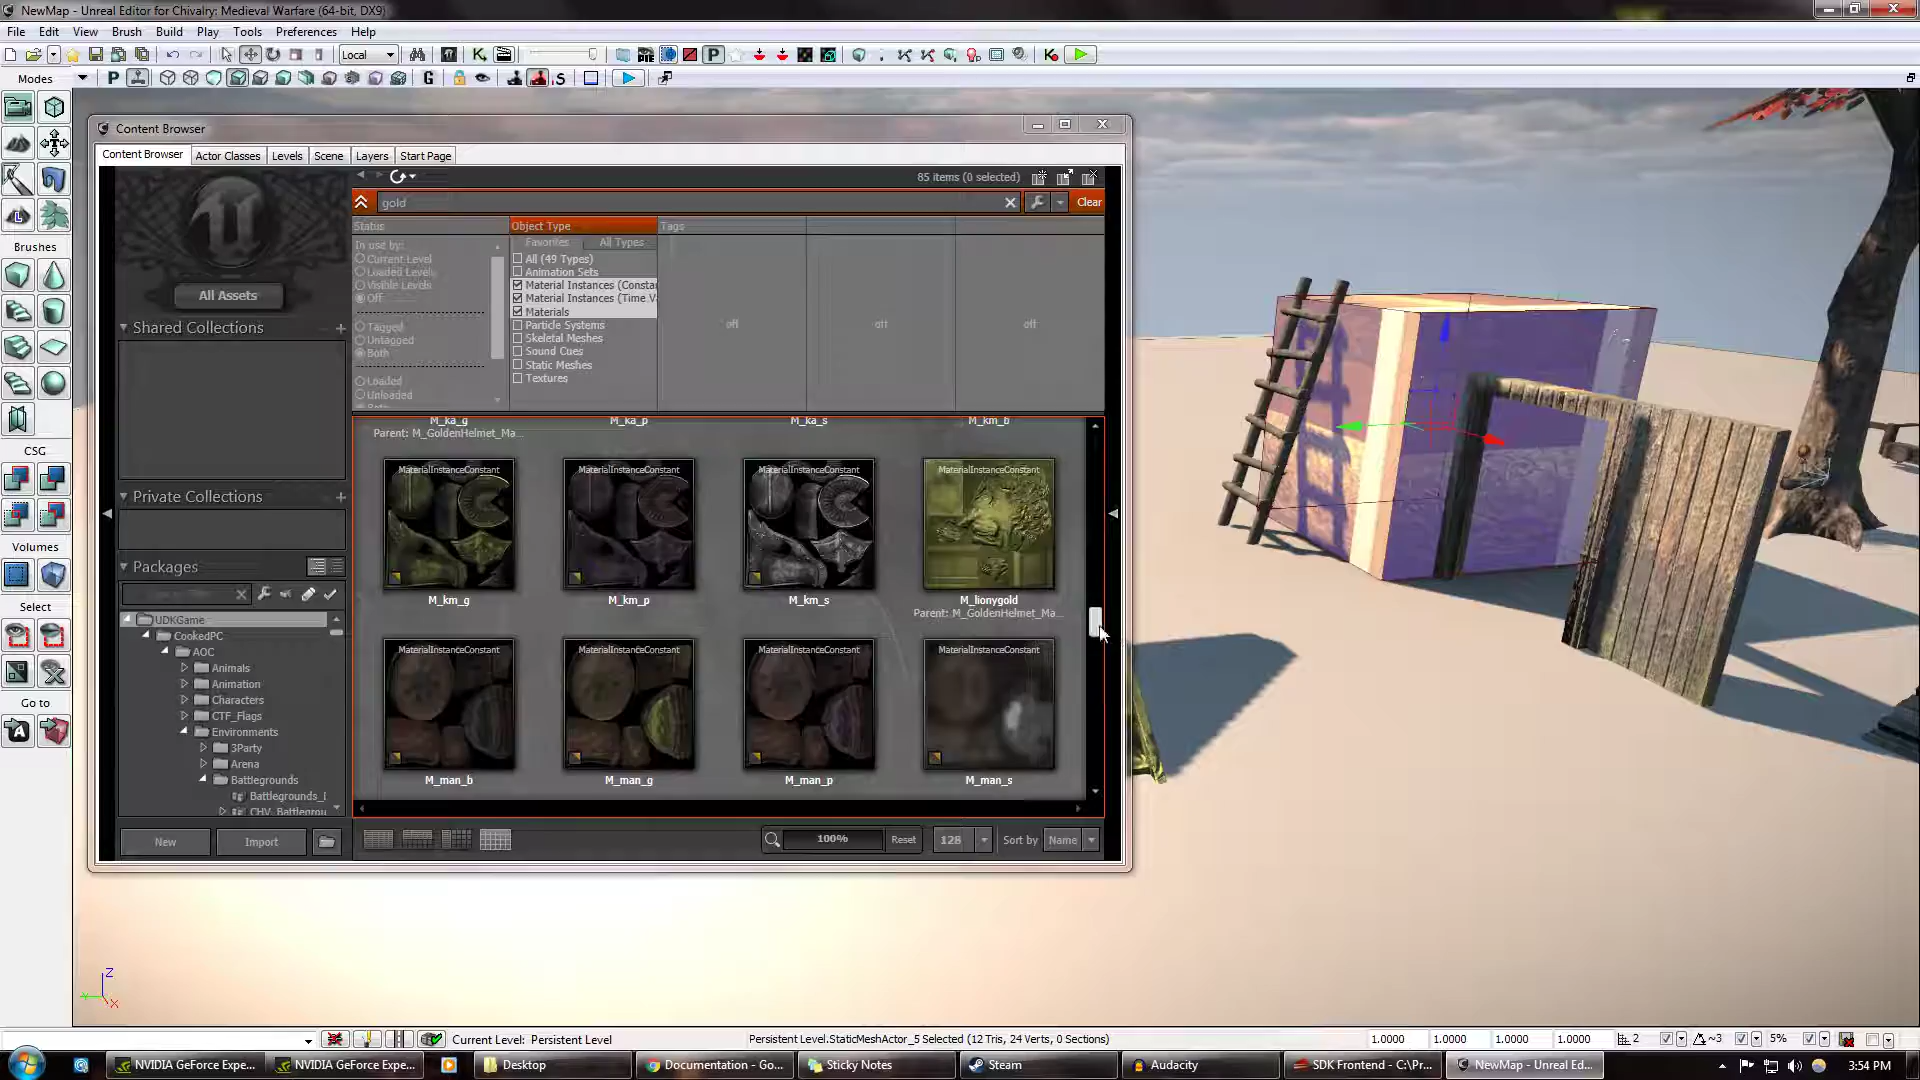 NewMap - Unreal Editor for Chivalry: Medieval Warfare (64-bit, DX9)
File Edit View Brush Build Play Tools Preferences Help
Local
Modes
Content Browser
Content Browser Actor Classes Levels Scene Layers Start Page
85 items (0 selected)
gold
Clear
Status Object Type Tags
In use by:
Current Level
Loaded Level
Visible Levels
Off
Tagged
Untagged
Both
Loaded
Unloaded
Favorites All Types
All (49 Types)
Animation Sets
Material Instances (Constar
Material Instances (Time V
Materials
Particle Systems
Skeletal Meshes
Sound Cues
Static Meshes
Textures
off off off
All Assets
Shared Collections
Private Collections
Packages
UDKGame
CookedPC
AOC
Animals
Animation
Characters
CTF_Flags
Environments
3Party
Arena
Battlegrounds
Battlegrounds_I
CHV_Battlegrou
New Import
M_ka_g M_ka_p M_ka_s M_km_b
Parent: M_GoldenHelmet_Ma...
MaterialInstanceConstant MaterialInstanceConstant MaterialInstanceConstant MaterialInstanceConstant
M_km_g M_km_p M_km_s M_lionygold
Parent: M_GoldenHelmet_Ma...
MaterialInstanceConstant MaterialInstanceConstant MaterialInstanceConstant MaterialInstanceConstant
M_man_b M_man_g M_man_p M_man_s
100% Reset 128 Sort by Name
Brushes
CSG
Volumes
Select
Go to
Z
X
Current Level: Persistent Level
Persistent Level.StaticMeshActor_5 Selected (12 Tris, 24 Verts, 0 Sections)
1.0000 1.0000 1.0000 1.0000 2 ~3 5%
NVIDIA GeForce Expe... NVIDIA GeForce Expe... Desktop Documentation - Go... Sticky Notes Steam Audacity SDK Frontend - C:\Pr... NewMap - Unreal Ed... 3:54 PM